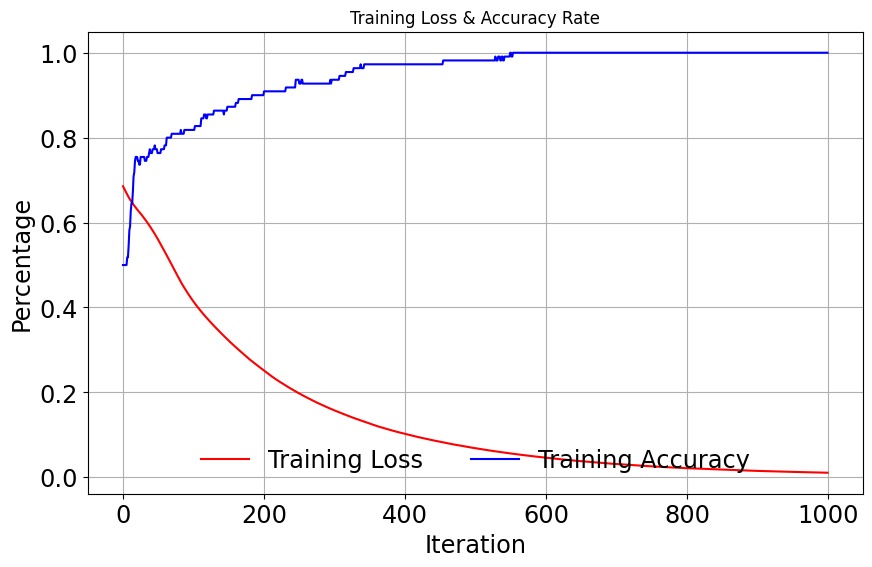 Training Loss & Accuracy Rate
1.0
0.8
0.6
0.4
0.2
0.0
Percentage
Training Loss Training Accuracy
0 200 400 600 800 1000
Iteration